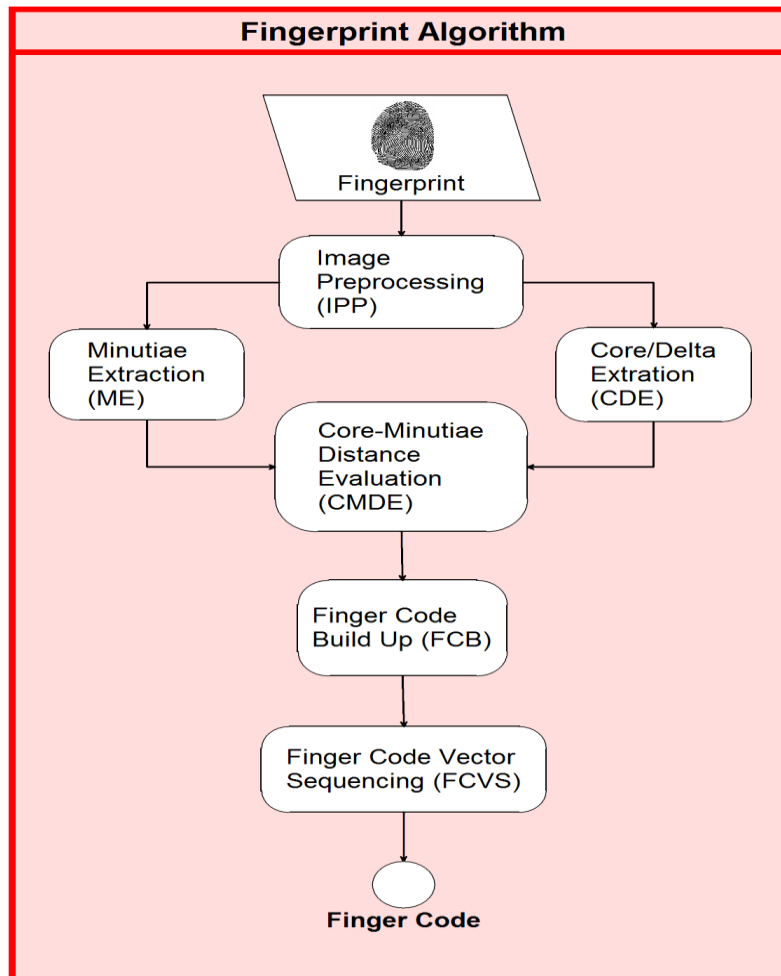 Fingerprint Algorithm
Fingerprint
Image
Preprocessing
(IPP)
Minutiae
Extraction
(ME)
Core/Delta
Extration
(CDE)
Core-Minutiae
Distance
Evaluation
(CMDE)
Finger Code
Build Up (FCB)
Finger Code Vector
Sequencing (FCVS)
Finger Code